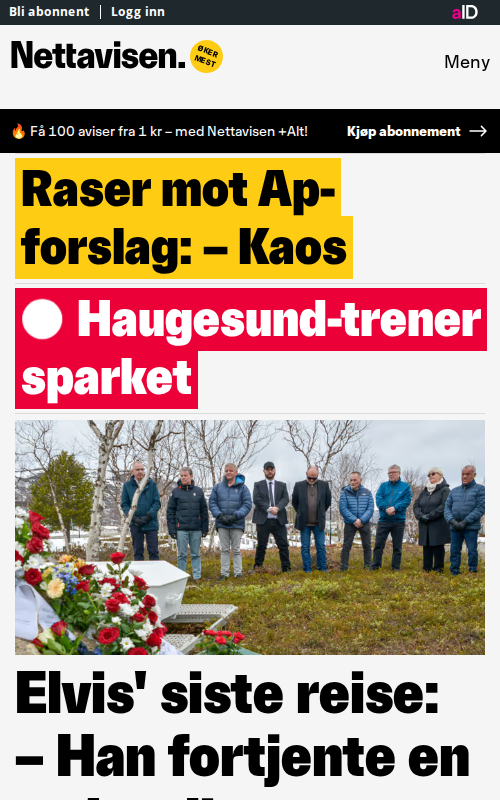 Bli abonnent Logg inn aID
Nettavisen. ØKER
MEST
Meny
🔥 Få 100 aviser fra 1 kr – med Nettavisen +Alt! Kjøp abonnement →
Raser mot Ap-
forslag: – Kaos
Haugesund-trener
sparket
Elvis' siste reise:
– Han fortjente en